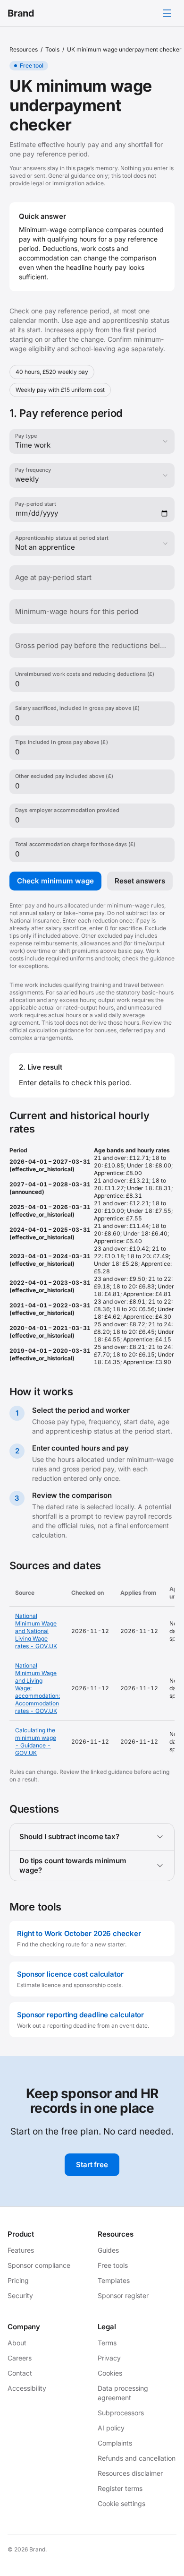 Brand
Resources / Tools / UK minimum wage underpayment checker
Free tool
UK minimum wage
underpayment
checker
Estimate effective hourly pay and any shortfall for
one pay reference period.
Your answers stay in this page's memory. Nothing you enter is
saved or sent. General guidance only; this tool does not
provide legal or immigration advice.
Quick answer
Minimum-wage compliance compares counted
pay with qualifying hours for a pay reference
period. Deductions, work costs and
accommodation can change the comparison
even when the headline hourly pay looks
sufficient.
Check one pay reference period, at most one
calendar month. Use age and apprenticeship status
at its start. Increases apply from the first period
starting on or after the change. Confirm minimum-
wage eligibility and school-leaving age separately.
40 hours, £520 weekly pay
Weekly pay with £15 uniform cost
1. Pay reference period
Pay type
Time work
Pay frequency
weekly
Pay-period start
mm/dd/yyyy
Apprenticeship status at period start
Not an apprentice
Age at pay-period start
Minimum-wage hours for this period
Gross period pay before the reductions bel...
Unreimbursed work costs and reducing deductions (£)
0
Salary sacrificed, included in gross pay above (£)
0
Tips included in gross pay above (£)
0
Other excluded pay included above (£)
0
Days employer accommodation provided
0
Total accommodation charge for those days (£)
0
Check minimum wage
Reset answers
Enter pay and hours allocated under minimum-wage rules,
not annual salary or take-home pay. Do not subtract tax or
National Insurance. Enter each reduction once; if gross pay is
already after salary sacrifice, enter 0 for sacrifice. Exclude
tips only if included above. Other excluded pay includes
expense reimbursements, allowances and the (time/output
work) overtime or shift premiums above basic pay. Work
costs include required uniforms and tools; check the guidance
for exceptions.
Time work includes qualifying training and travel between
assignments. For salaried hours use the statutory basic-hours
allocation and any excess hours; output work requires the
applicable fair-rated or rated-output hours, and unmeasured
work requires actual hours or a valid average daily
agreement. This tool does not derive those hours. Review the
official calculation guidance for bonuses, deferred pay and
complex arrangements.
2. Live result
Enter details to check this period.
Current and historical hourly
rates
Period
Age bands and hourly rates
2026-04-01 – 2027-03-31
(effective_or_historical)
21 and over: £12.71; 18 to
20: £10.85; Under 18: £8.00;
Apprentice: £8.00
2027-04-01 – 2028-03-31
(announced)
21 and over: £13.21; 18 to
20: £11.27; Under 18: £8.31;
Apprentice: £8.31
2025-04-01 – 2026-03-31
(effective_or_historical)
21 and over: £12.21; 18 to
20: £10.00; Under 18: £7.55;
Apprentice: £7.55
2024-04-01 – 2025-03-31
(effective_or_historical)
21 and over: £11.44; 18 to
20: £8.60; Under 18: £6.40;
Apprentice: £6.40
2023-04-01 – 2024-03-31
(effective_or_historical)
23 and over: £10.42; 21 to
22: £10.18; 18 to 20: £7.49;
Under 18: £5.28; Apprentice:
£5.28
2022-04-01 – 2023-03-31
(effective_or_historical)
23 and over: £9.50; 21 to 22:
£9.18; 18 to 20: £6.83; Under
18: £4.81; Apprentice: £4.81
2021-04-01 – 2022-03-31
(effective_or_historical)
23 and over: £8.91; 21 to 22:
£8.36; 18 to 20: £6.56; Under
18: £4.62; Apprentice: £4.30
2020-04-01 – 2021-03-31
(effective_or_historical)
25 and over: £8.72; 21 to 24:
£8.20; 18 to 20: £6.45; Under
18: £4.55; Apprentice: £4.15
2019-04-01 – 2020-03-31
(effective_or_historical)
25 and over: £8.21; 21 to 24:
£7.70; 18 to 20: £6.15; Under
18: £4.35; Apprentice: £3.90
How it works
1
Select the period and worker
Choose pay type, frequency, start date, age
and apprenticeship status for that period.
2
Enter counted hours and pay
Use the hours allocated under minimum-wage
rules and gross period pay, with each
reduction entered only once.
3
Review the comparison
The dated rate is selected locally. A potential
shortfall is a prompt to review payroll records
and the official rules, not a final enforcement
calculation.
Sources and dates
Source
Checked on
Applies from
National
Minimum Wage
and National
Living Wage
rates - GOV.UK
2026-11-12
2026-11-12
National
Minimum Wage
and Living
Wage:
accommodation:
Accommodation
rates - GOV.UK
2026-11-12
2026-11-12
Calculating the
minimum wage
- Guidance -
GOV.UK
2026-11-12
2026-11-12
Rules can change. Review the linked guidance before acting
on a result.
Questions
Should I subtract income tax?
Do tips count towards minimum
wage?
More tools
Right to Work October 2026 checker
Find the checking route for a new starter.
Sponsor licence cost calculator
Estimate licence and sponsorship costs.
Sponsor reporting deadline calculator
Work out a reporting deadline from an event date.
Keep sponsor and HR
records in one place
Start on the free plan. No card needed.
Start free
Product
Features
Sponsor compliance
Pricing
Security
Resources
Guides
Free tools
Templates
Sponsor register
Company
About
Careers
Contact
Accessibility
Legal
Terms
Privacy
Cookies
Data processing
agreement
Subprocessors
AI policy
Complaints
Refunds and cancellation
Resources disclaimer
Register terms
Cookie settings
© 2026 Brand.